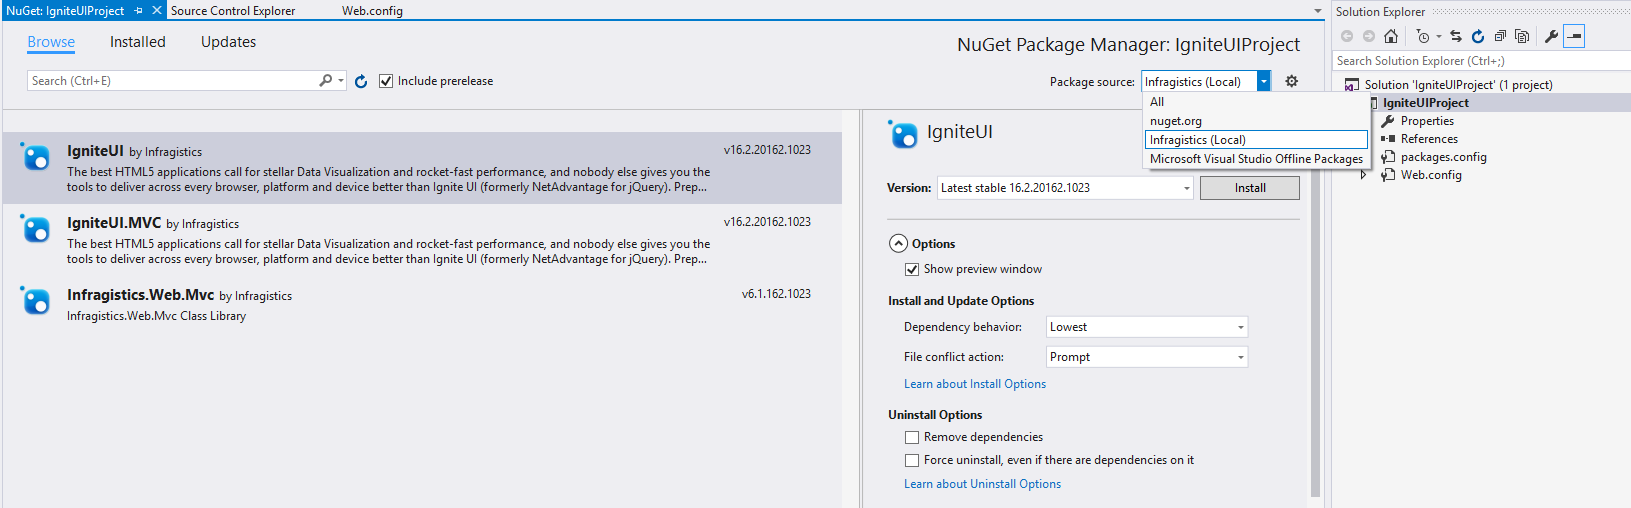 NuGet: IgniteUIProject
Source Control Explorer
Web.config
Browse
Installed
Updates
NuGet Package Manager: IgniteUIProject
Search (Ctrl+E)
Include prerelease
Package source:
Infragistics (Local)
All
nuget.org
Infragistics (Local)
Microsoft Visual Studio Offline Packages
IgniteUI by Infragistics
v16.2.20162.1023
The best HTML5 applications call for stellar Data Visualization and rocket-fast performance, and nobody else gives you the
tools to deliver across every browser, platform and device better than Ignite UI (formerly NetAdvantage for jQuery). Prep...
IgniteUI.MVC by Infragistics
v16.2.20162.1023
The best HTML5 applications call for stellar Data Visualization and rocket-fast performance, and nobody else gives you the
tools to deliver across every browser, platform and device better than Ignite UI (formerly NetAdvantage for jQuery). Prep...
Infragistics.Web.Mvc by Infragistics
v6.1.162.1023
Infragistics.Web.Mvc Class Library
IgniteUI
Version:
Latest stable 16.2.20162.1023
Install
Options
Show preview window
Install and Update Options
Dependency behavior:
Lowest
File conflict action:
Prompt
Learn about Install Options
Uninstall Options
Remove dependencies
Force uninstall, even if there are dependencies on it
Learn about Uninstall Options
Solution Explorer
Search Solution Explorer (Ctrl+;)
Solution 'IgniteUIProject' (1 project)
IgniteUIProject
Properties
References
packages.config
Web.config